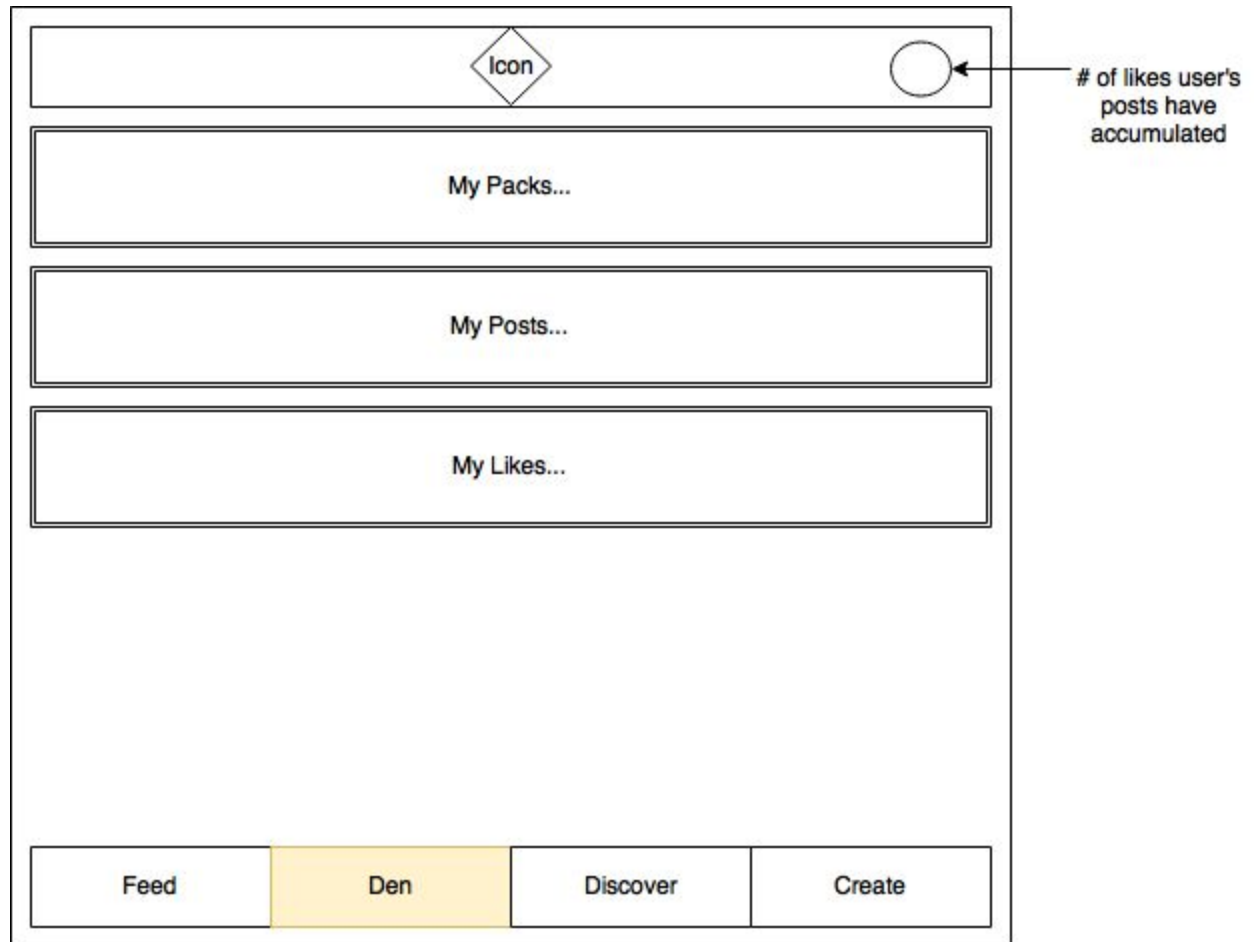 Icon
# of likes user's
posts have
accumulated
My Packs...
My Posts...
My Likes...
Feed
Den
Discover
Create